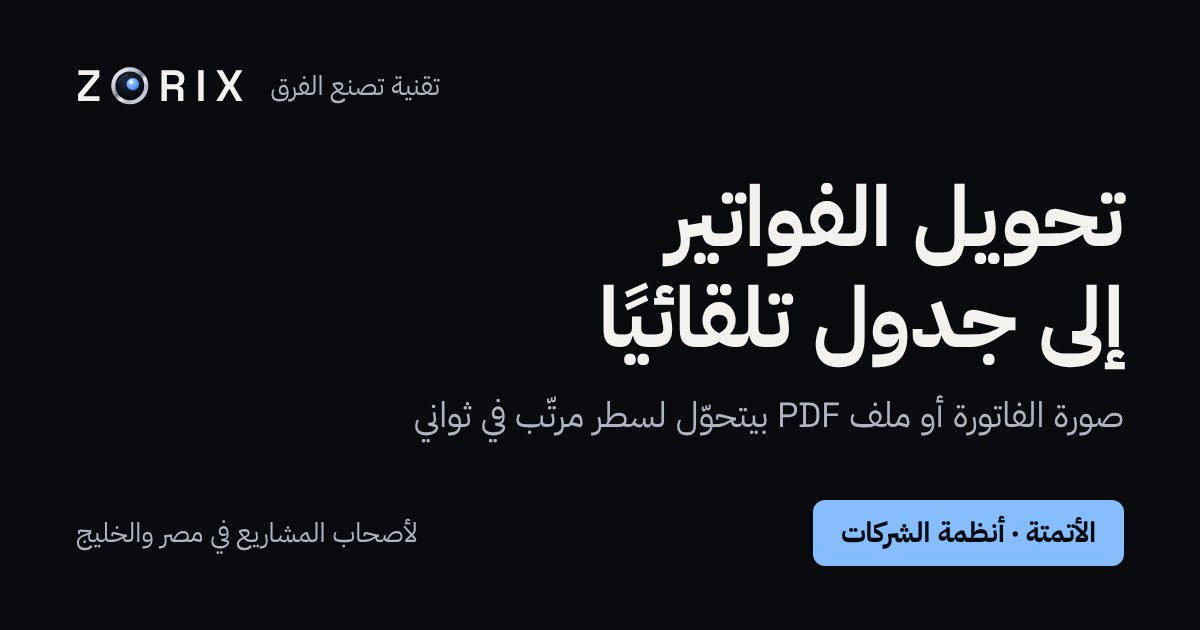 ZORIX تقنية تصنع الفرق
تحويل الفواتير
إلى جدول تلقائيًا
صورة الفاتورة أو ملف PDF بيتحوّل لسطر مرتّب في ثواني
الأتمتة · أنظمة الشركات
لأصحاب المشاريع في مصر والخليج